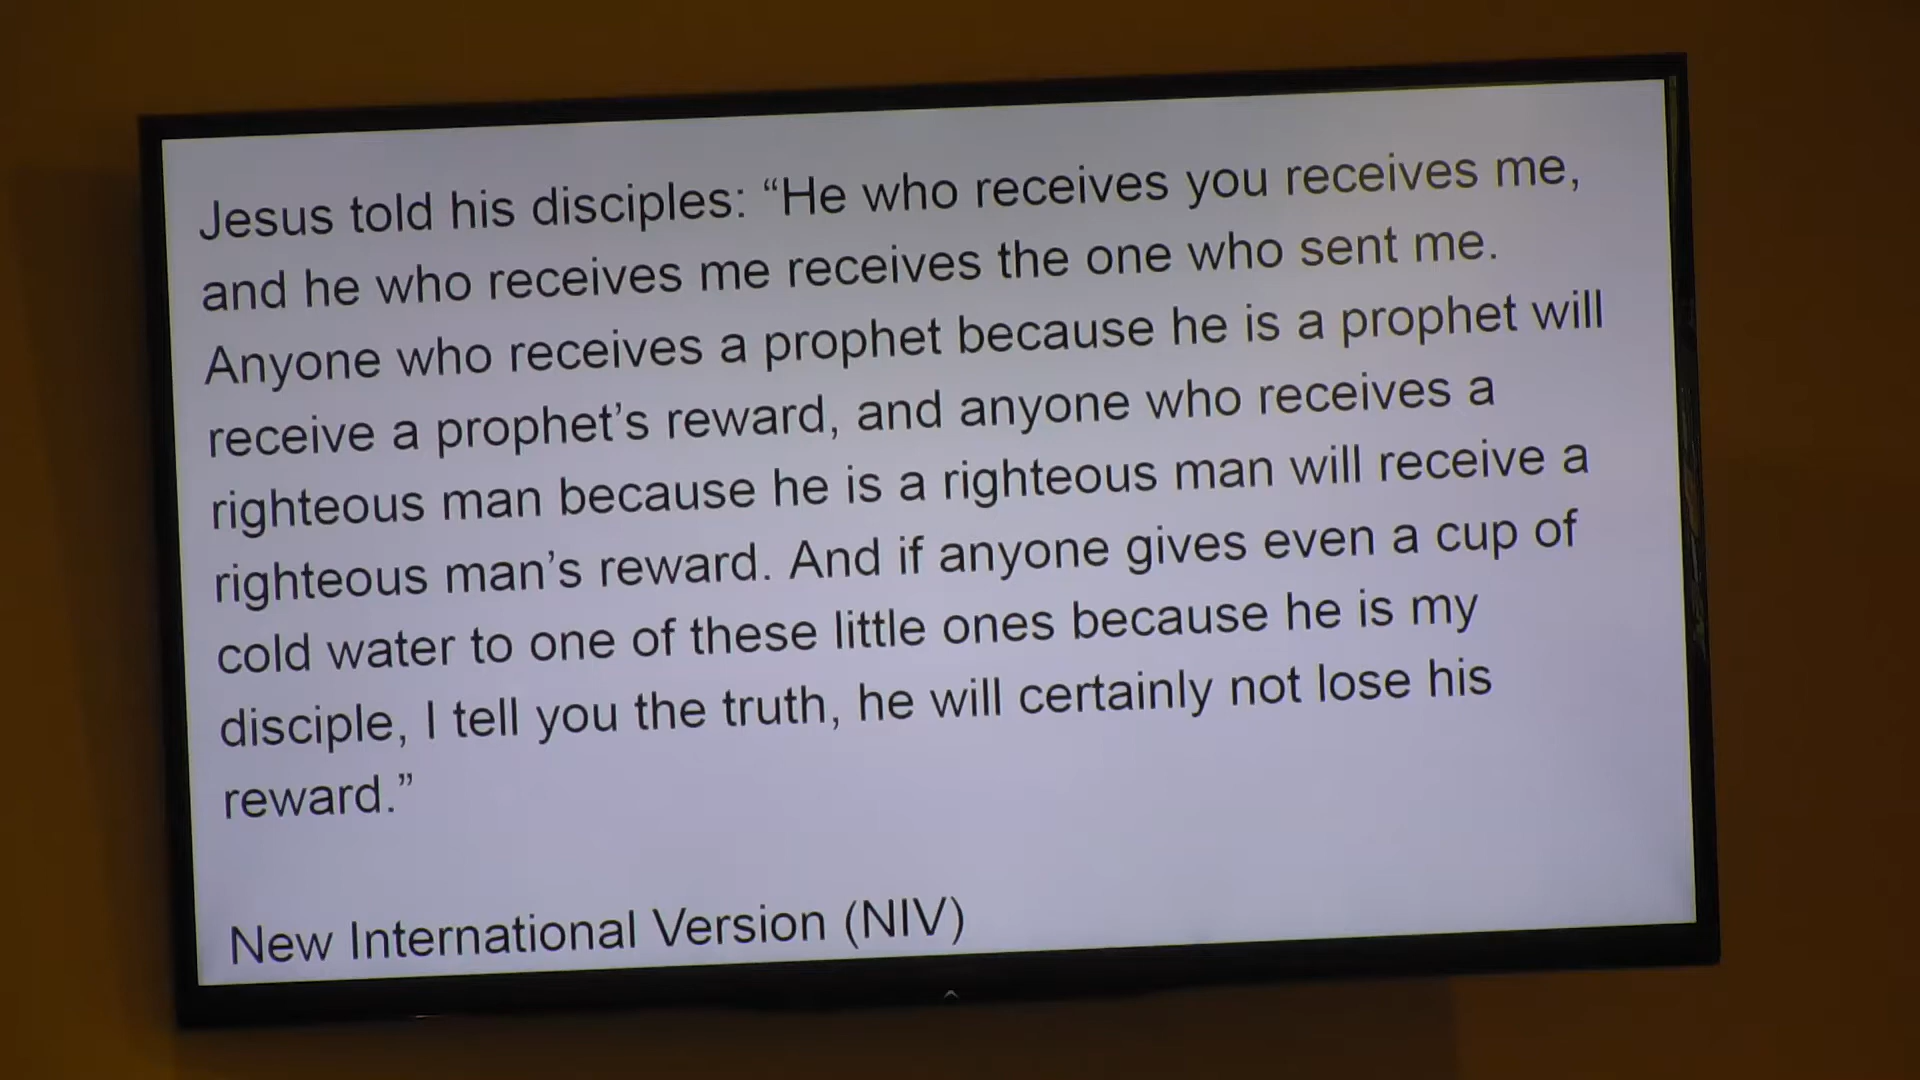 Jesus told his disciples: “He who receives you receives me,
and he who receives me receives the one who sent me.
Anyone who receives a prophet because he is a prophet will
receive a prophet’s reward, and anyone who receives a
righteous man because he is a righteous man will receive a
righteous man’s reward. And if anyone gives even a cup of
cold water to one of these little ones because he is my
disciple, I tell you the truth, he will certainly not lose his
reward.”
New International Version (NIV)